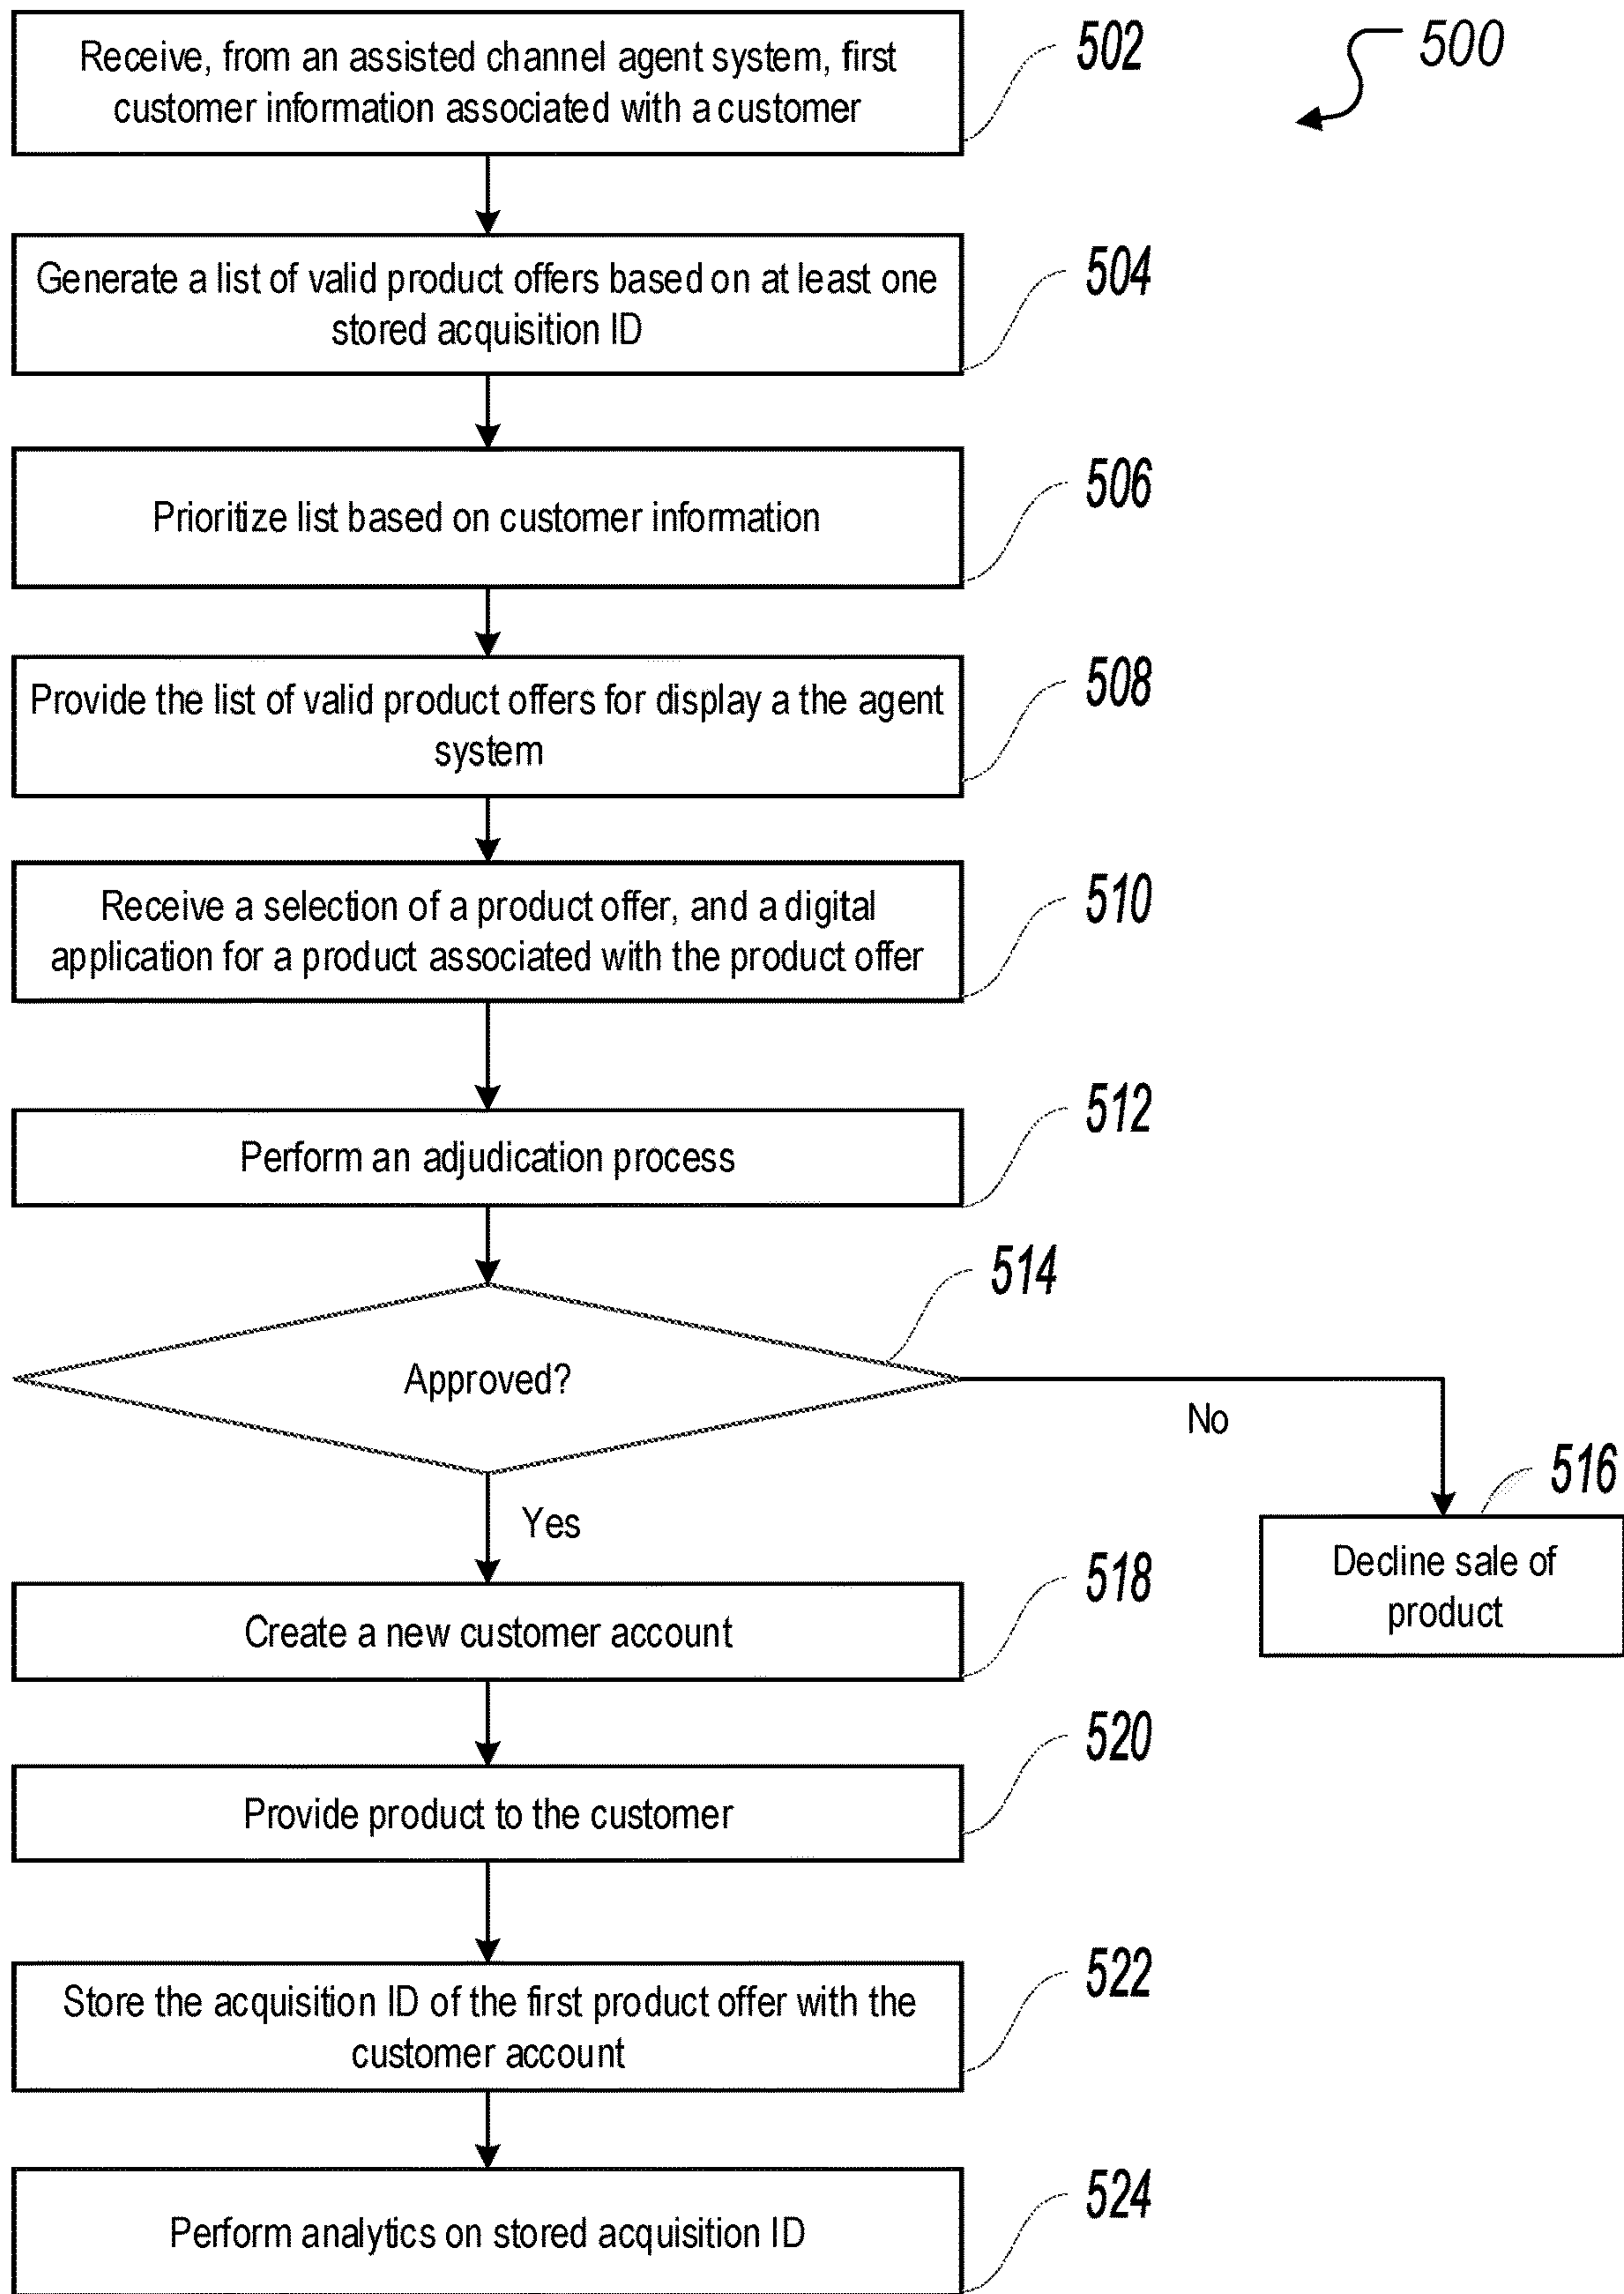 Receive, from an assisted channel agent system, first
customer information associated with a customer
502
500
Generate a list of valid product offers based on at least one
stored acquisition ID
504
Prioritize list based on customer information
506
Provide the list of valid product offers for display a the agent
system
508
Receive a selection of a product offer, and a digital
application for a product associated with the product offer
510
Perform an adjudication process
512
Approved?
514
No
Yes
516
Decline sale of
product
Create a new customer account
518
Provide product to the customer
520
Store the acquisition ID of the first product offer with the
customer account
522
Perform analytics on stored acquisition ID
524